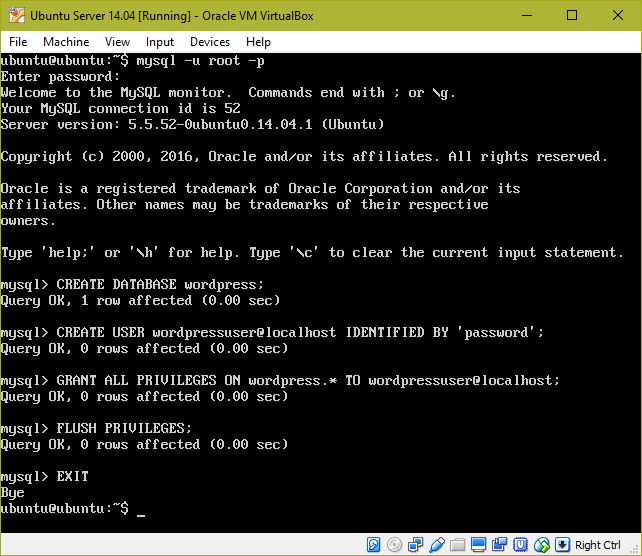 Ubuntu Server 14.04 [Running] - Oracle VM VirtualBox
File Machine View Input Devices Help
ubuntu@ubuntu:~$ mysql -u root -p
Enter password:
Welcome to the MySQL monitor.  Commands end with ; or \g.
Your MySQL connection id is 52
Server version: 5.5.52-0ubuntu0.14.04.1 (Ubuntu)
Copyright (c) 2000, 2016, Oracle and/or its affiliates. All rights reserved.
Oracle is a registered trademark of Oracle Corporation and/or its
affiliates. Other names may be trademarks of their respective
owners.
Type 'help;' or '\h' for help. Type '\c' to clear the current input statement.
mysql> CREATE DATABASE wordpress;
Query OK, 1 row affected (0.00 sec)
mysql> CREATE USER wordpressuser@localhost IDENTIFIED BY 'password';
Query OK, 0 rows affected (0.00 sec)
mysql> GRANT ALL PRIVILEGES ON wordpress.* TO wordpressuser@localhost;
Query OK, 0 rows affected (0.00 sec)
mysql> FLUSH PRIVILEGES;
Query OK, 0 rows affected (0.00 sec)
mysql> EXIT
Bye
ubuntu@ubuntu:~$ _
Right Ctrl